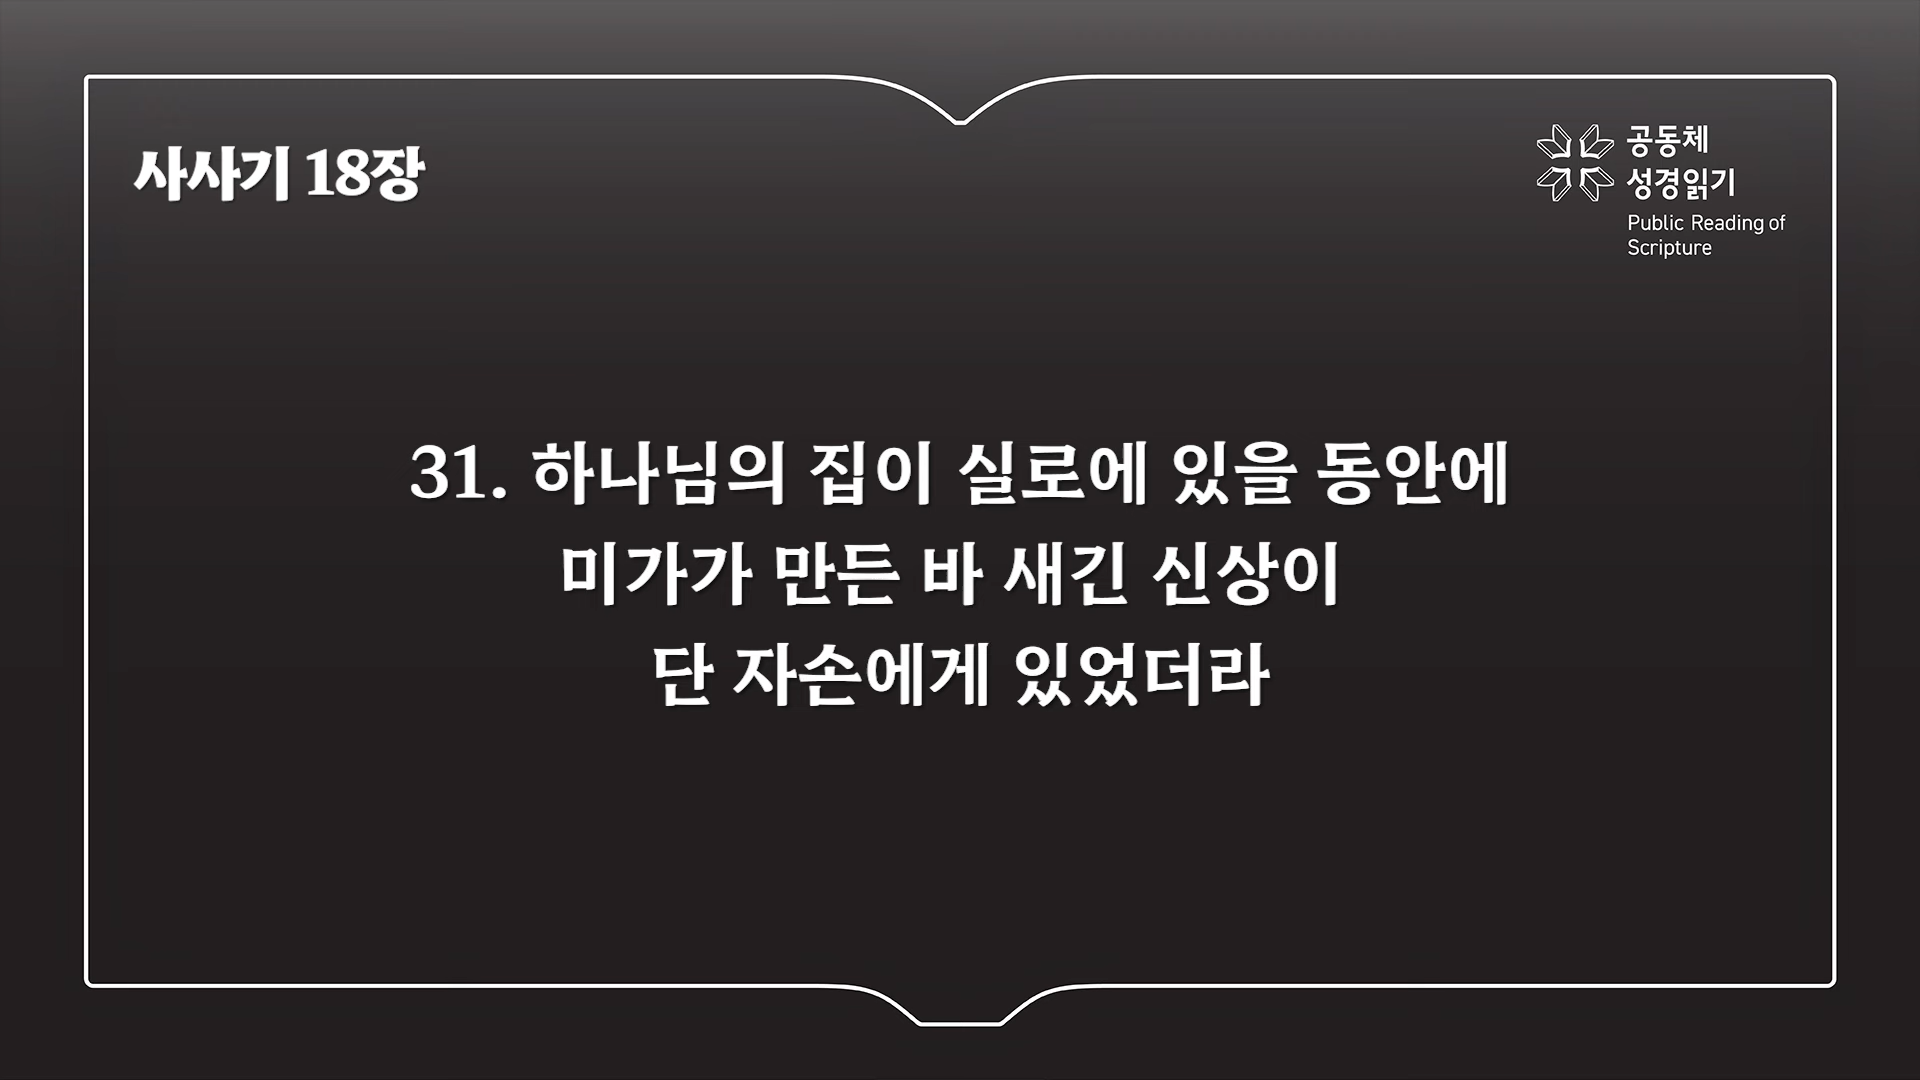 사사기 18장
공동체
성경읽기
Public Reading of
Scripture
31. 하나님의 집이 실로에 있을 동안에
미가가 만든 바 새긴 신상이
단 자손에게 있었더라